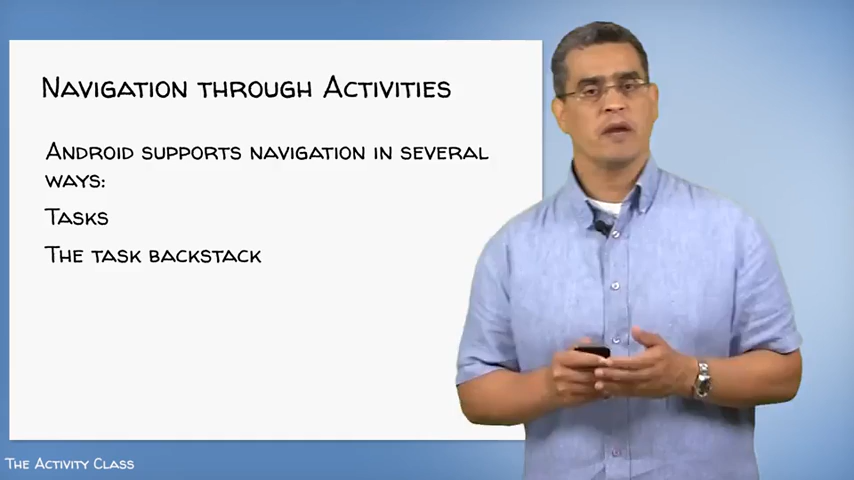 Navigation through Activities
Android supports navigation in several
ways:
Tasks
The task backstack
The Activity Class